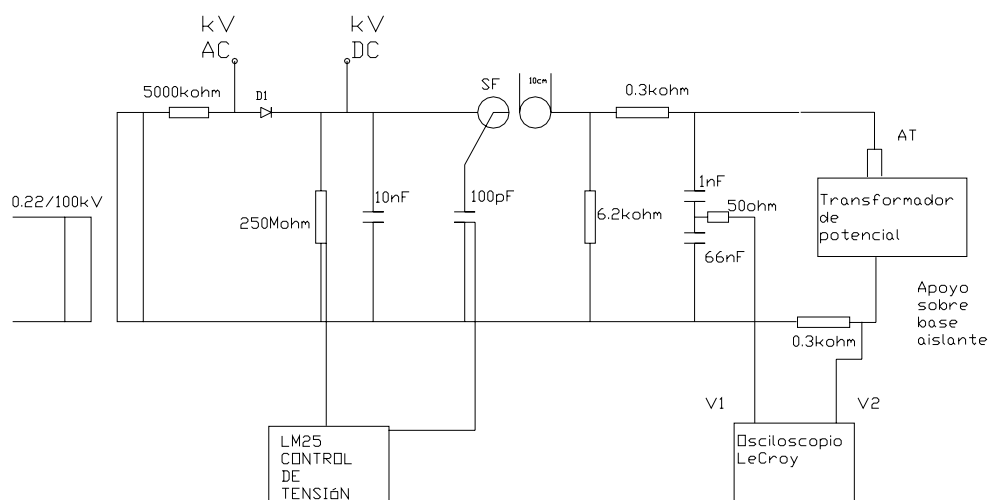 kV
AC
kV
DC
5000kohm
D1
SF
10cm
0.3kohm
AT
0.22/100kV
250Mohm
10nF
100pF
6.2kohm
1nF
50ohm
66nF
Transformador
de
potencial
Apoyo
sobre
base
aislante
0.3kohm
V1
V2
LM25
CONTROL
DE
TENSIóN
Osciloscopio
LeCroy